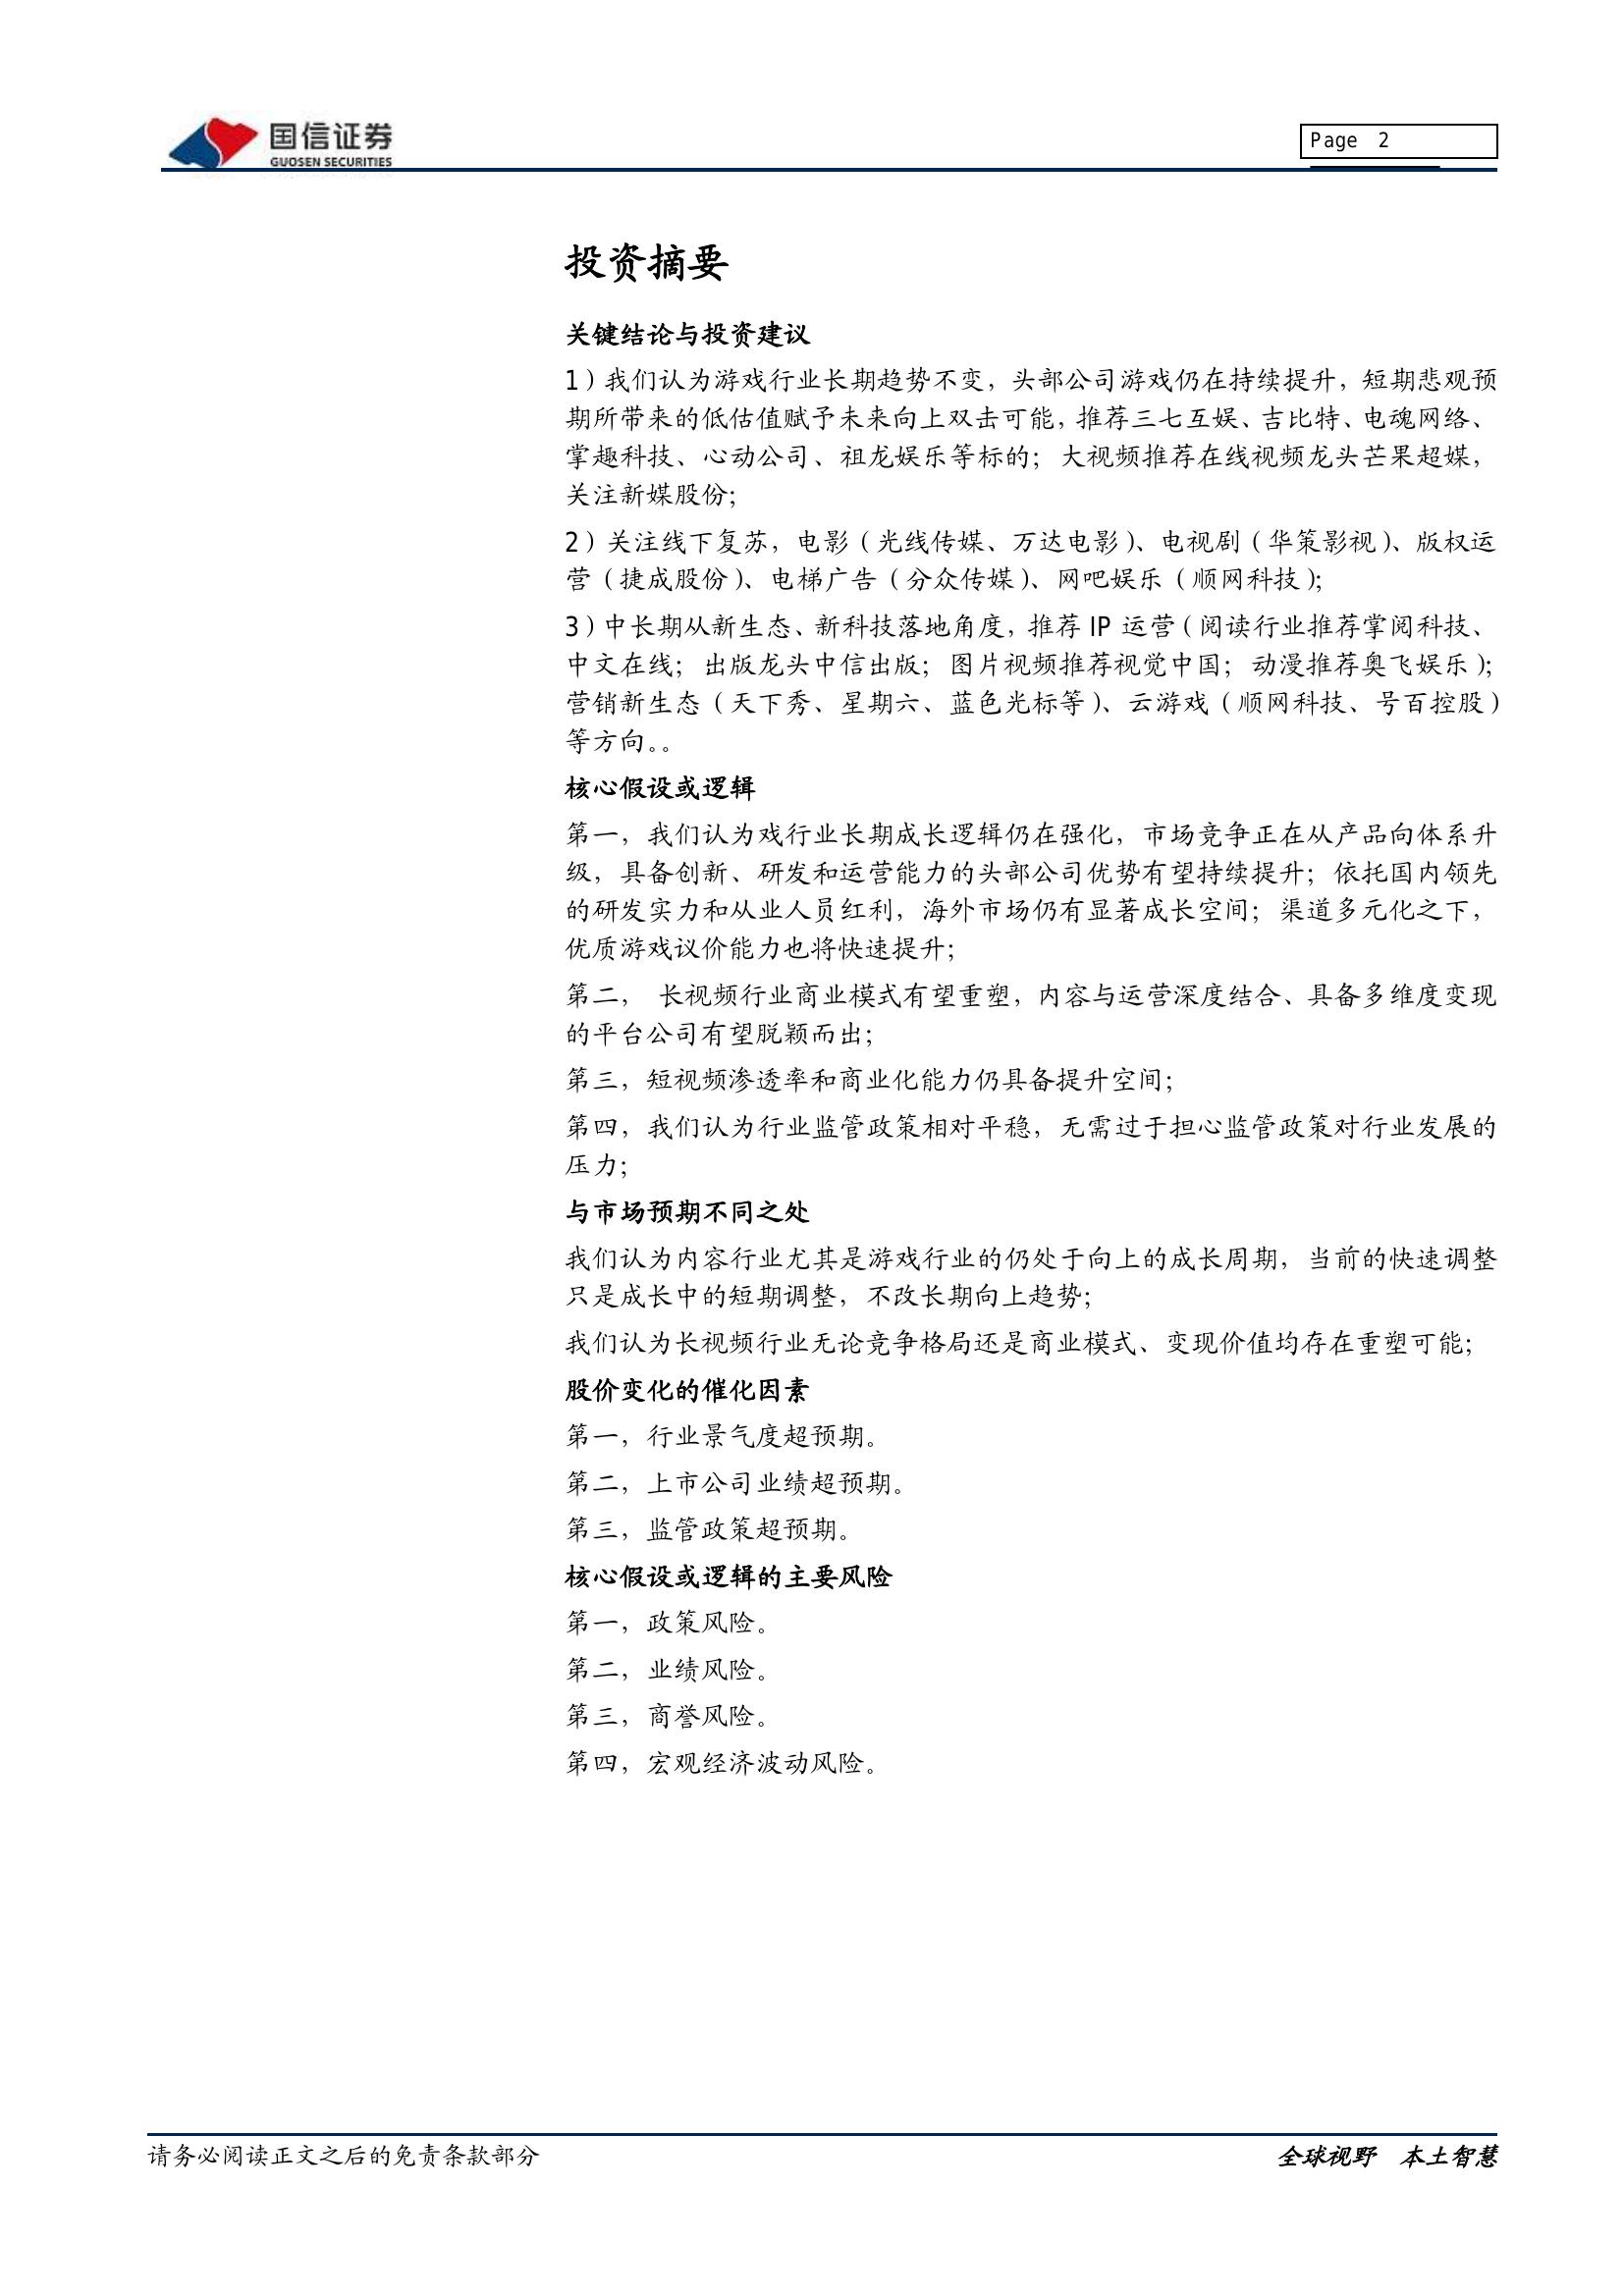 国信证券
GUOSEN SECURITIES
Page 2
投资摘要
关键结论与投资建议
1）我们认为游戏行业长期趋势不变，头部公司游戏仍在持续提升，短期悲观预
期所带来的低估值赋予未来向上双击可能，推荐三七互娱、吉比特、电魂网络、
掌趣科技、心动公司、祖龙娱乐等标的；大视频推荐在线视频龙头芒果超媒，
关注新媒股份；
2）关注线下复苏，电影（光线传媒、万达电影）、电视剧（华策影视）、版权运
营（捷成股份）、电梯广告（分众传媒）、网吧娱乐（顺网科技）；
3）中长期从新生态、新科技落地角度，推荐 IP 运营（阅读行业推荐掌阅科技、
中文在线；出版龙头中信出版；图片视频推荐视觉中国；动漫推荐奥飞娱乐）；
营销新生态（天下秀、星期六、蓝色光标等）、云游戏（顺网科技、号百控股）
等方向。。
核心假设或逻辑
第一，我们认为戏行业长期成长逻辑仍在强化，市场竞争正在从产品向体系升
级，具备创新、研发和运营能力的头部公司优势有望持续提升；依托国内领先
的研发实力和从业人员红利，海外市场仍有显著成长空间；渠道多元化之下，
优质游戏议价能力也将快速提升；
第二， 长视频行业商业模式有望重塑，内容与运营深度结合、具备多维度变现
的平台公司有望脱颖而出；
第三，短视频渗透率和商业化能力仍具备提升空间；
第四，我们认为行业监管政策相对平稳，无需过于担心监管政策对行业发展的
压力；
与市场预期不同之处
我们认为内容行业尤其是游戏行业的仍处于向上的成长周期，当前的快速调整
只是成长中的短期调整，不改长期向上趋势；
我们认为长视频行业无论竞争格局还是商业模式、变现价值均存在重塑可能；
股价变化的催化因素
第一，行业景气度超预期。
第二，上市公司业绩超预期。
第三，监管政策超预期。
核心假设或逻辑的主要风险
第一，政策风险。
第二，业绩风险。
第三，商誉风险。
第四，宏观经济波动风险。
请务必阅读正文之后的免责条款部分
全球视野 本土智慧